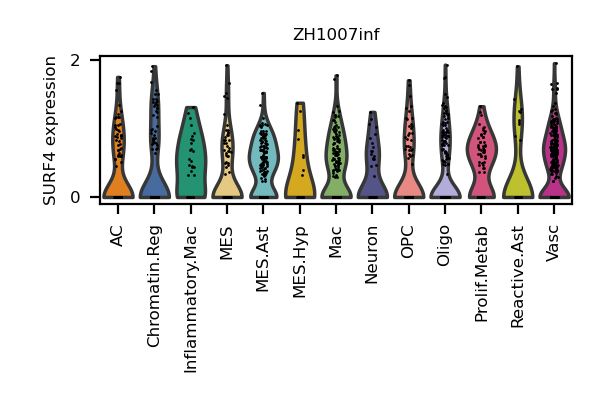 ZH1007inf
SURF4 expression
2
0
AC
Chromatin.Reg
Inflammatory.Mac
MES
MES.Ast
MES.Hyp
Mac
Neuron
OPC
Oligo
Prolif.Metab
Reactive.Ast
Vasc